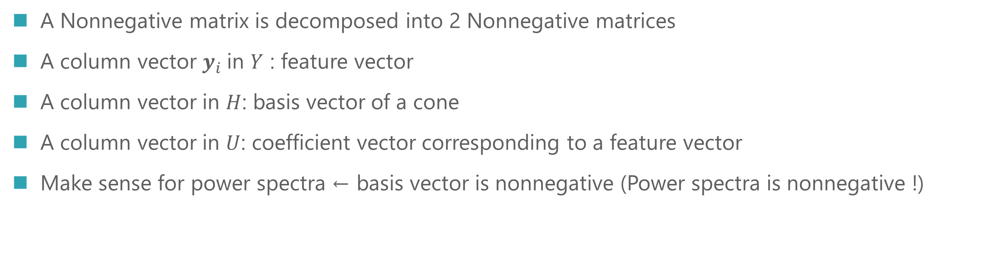 ■ A Nonnegative matrix is decomposed into 2 Nonnegative matrices
■ A column vector 𝒚ᵢ in 𝑌 : feature vector
■ A column vector in 𝐻: basis vector of a cone
■ A column vector in 𝑈: coefficient vector corresponding to a feature vector
■ Make sense for power spectra ← basis vector is nonnegative (Power spectra is nonnegative !)